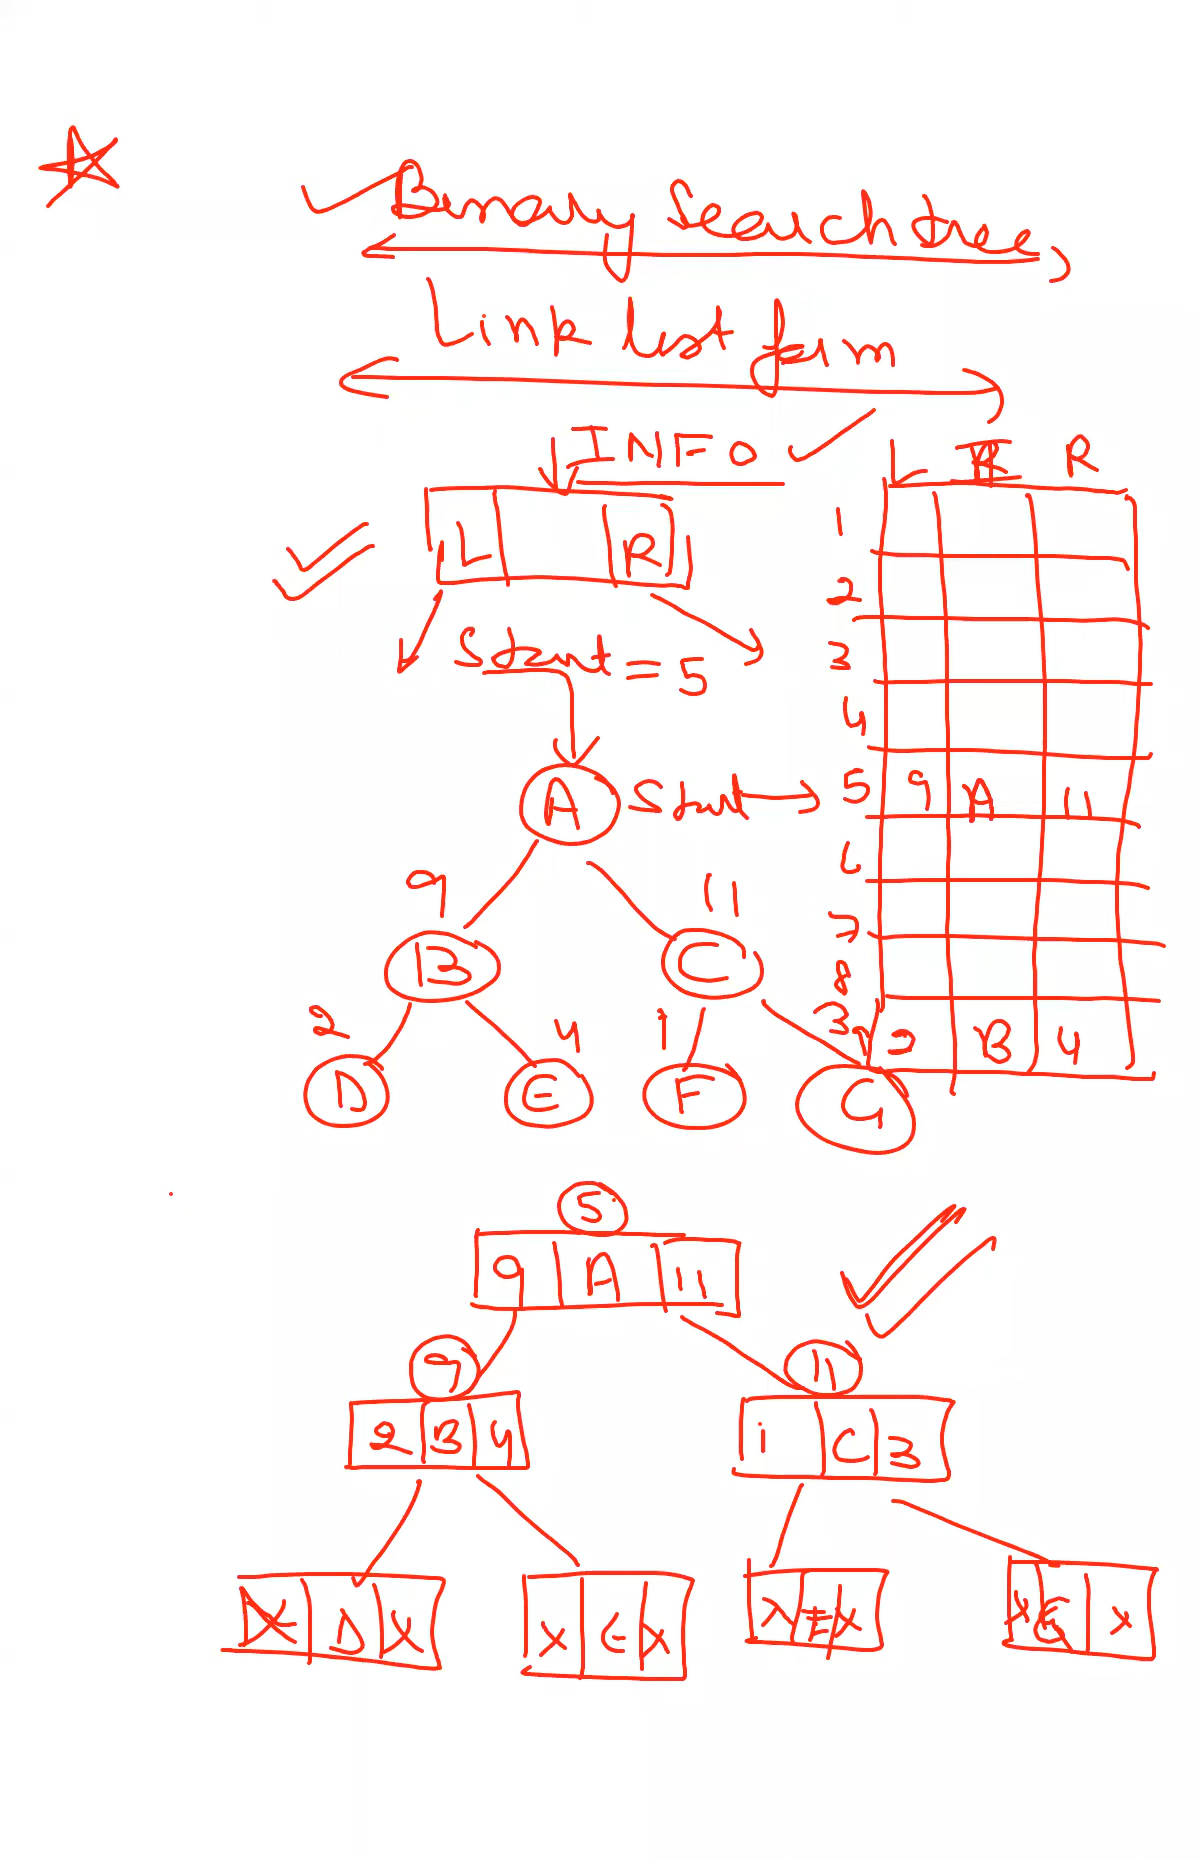 Binary Search tree
Link list form
INFO
L R
L R
Start = 5
1
2
3
4
A Start 5 9 A 11
6
7
8
9 11
B C
9 2 B 4
2 4 1 3
D E F G
5
9 A 11
9 11
2 B 4 1 C 3
X D X X E X X F X X G X